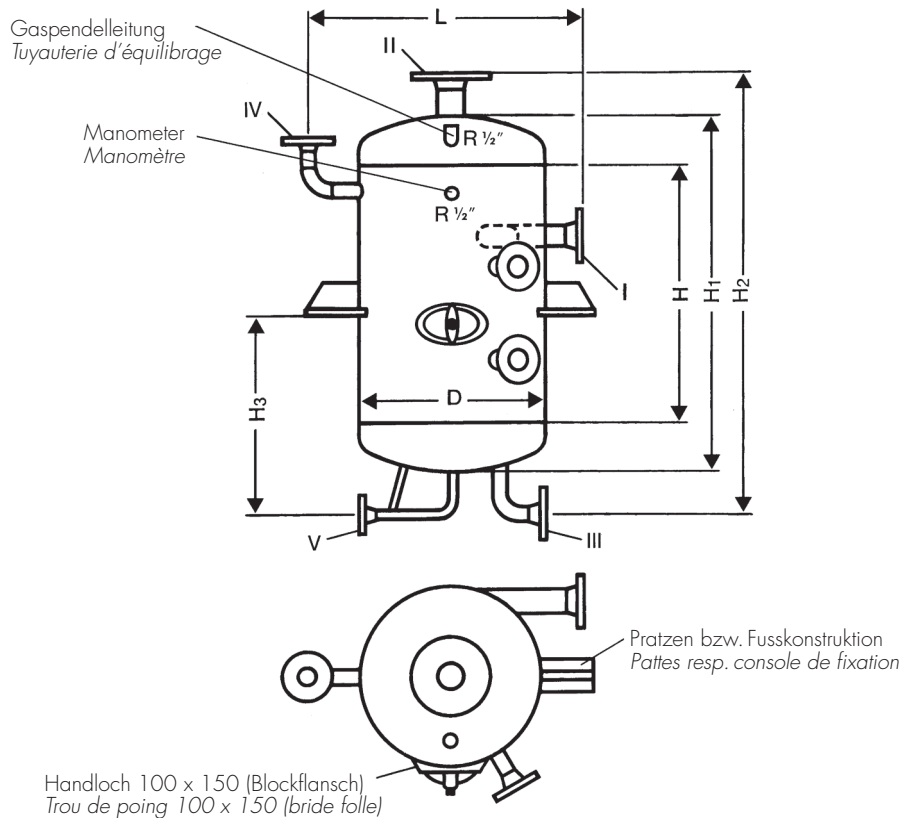 L
Gaspendelleitung
Tuyauterie d'équilibrage
II
IV
Manometer
Manomètre
R ½"
R ½"
I
H
H1
H2
D
H3
V
III
Pratzen bzw. Fusskonstruktion
Pattes resp. console de fixation
Handloch 100 x 150 (Blockflansch)
Trou de poing 100 x 150 (bride folle)